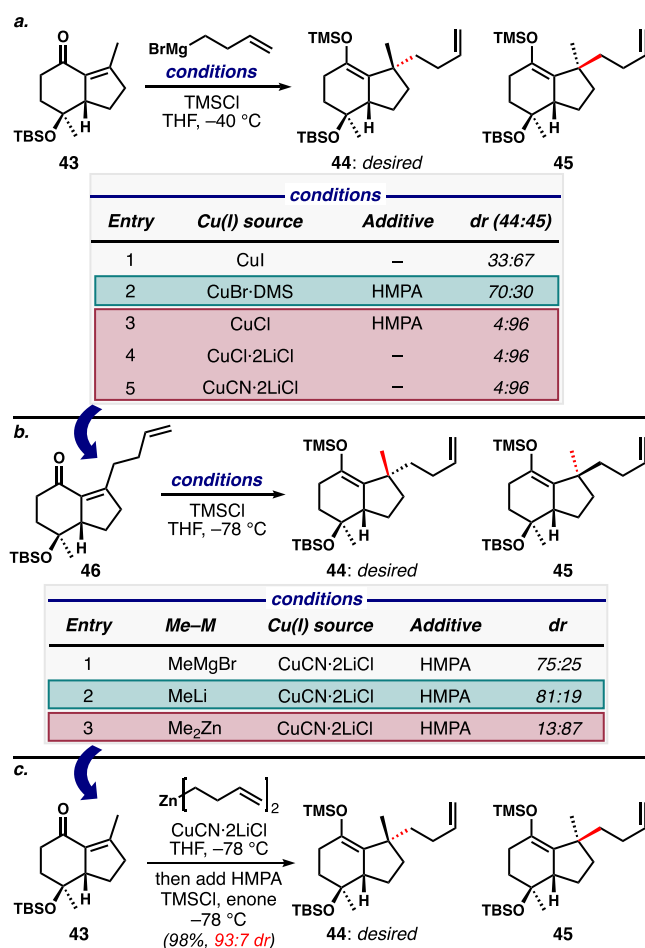 a.
O
BrMg
conditions
TMSCl
THF, –40 °C
H
TBSO
43
TMSO
H
TBSO
44: desired
TMSO
H
TBSO
45
conditions
Entry Cu(I) source Additive dr (44:45)
1 CuI – 33:67
2 CuBr·DMS HMPA 70:30
3 CuCl HMPA 4:96
4 CuCl·2LiCl – 4:96
5 CuCN·2LiCl – 4:96
b.
O
H
TBSO
46
conditions
TMSCl
THF, –78 °C
TMSO
H
TBSO
44: desired
TMSO
H
TBSO
45
conditions
Entry Me–M Cu(I) source Additive dr
1 MeMgBr CuCN·2LiCl HMPA 75:25
2 MeLi CuCN·2LiCl HMPA 81:19
3 Me2Zn CuCN·2LiCl HMPA 13:87
c.
O
H
TBSO
43
Zn[ ]2
CuCN·2LiCl
THF, –78 °C
then add HMPA
TMSCl, enone
–78 °C
(98%, 93:7 dr)
TMSO
H
TBSO
44: desired
TMSO
H
TBSO
45